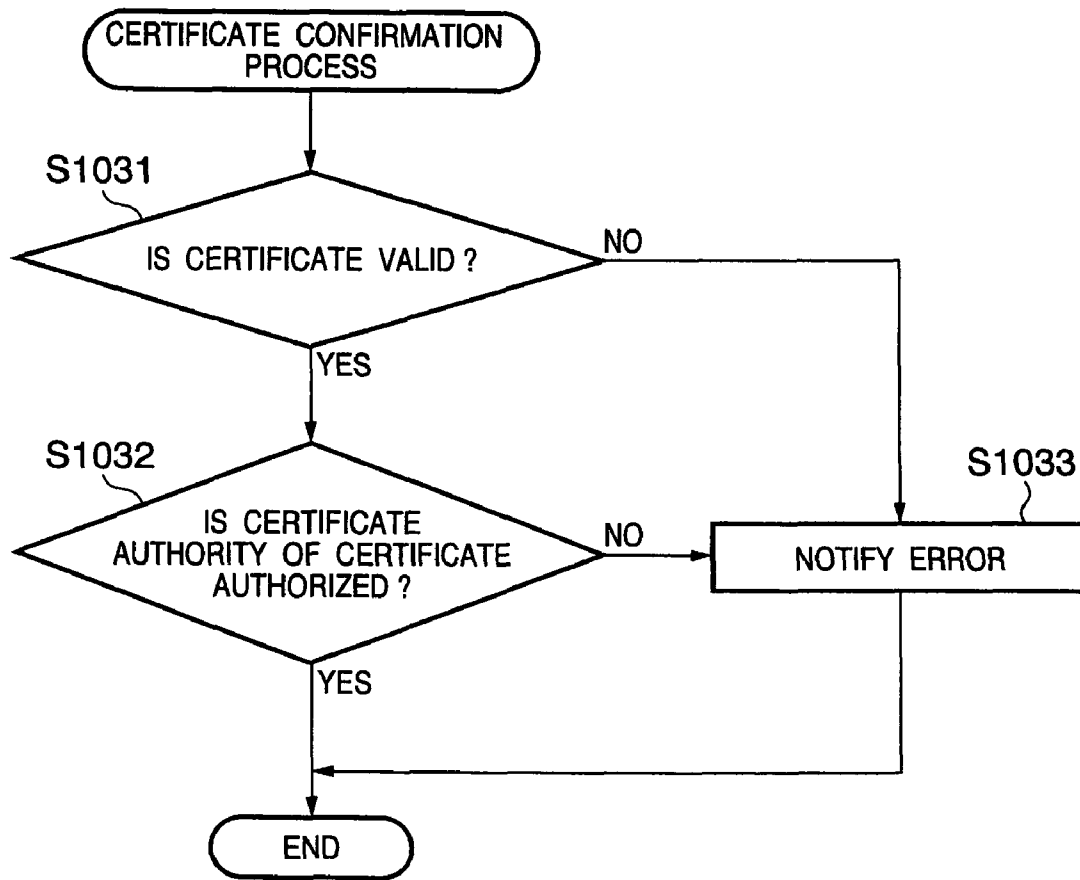 CERTIFICATE CONFIRMATION
PROCESS
S1031
IS CERTIFICATE VALID ?
NO
YES
S1032
IS CERTIFICATE
AUTHORITY OF CERTIFICATE
AUTHORIZED ?
NO
S1033
NOTIFY ERROR
YES
END